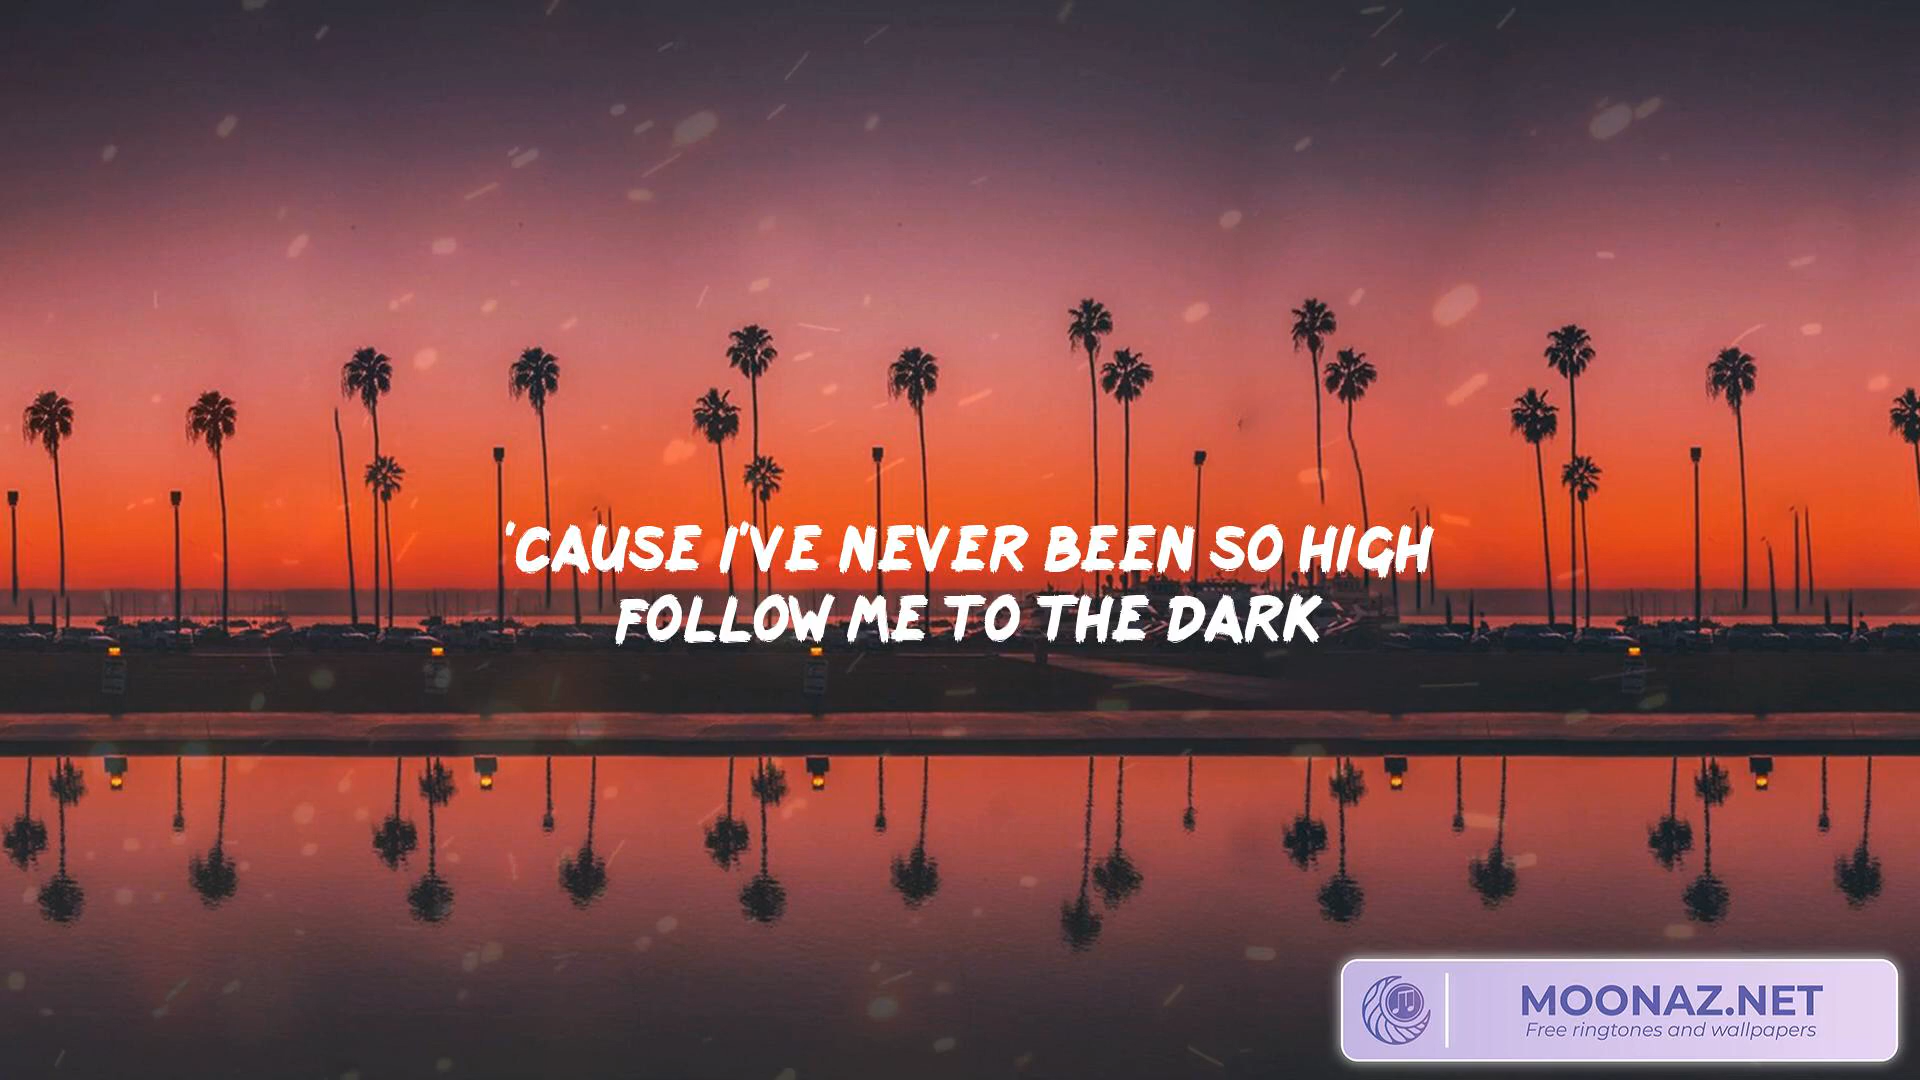 'CAUSE I'VE NEVER BEEN SO HIGH
FOLLOW ME TO THE DARK
MOONAZ.NET
Free ringtones and wallpapers